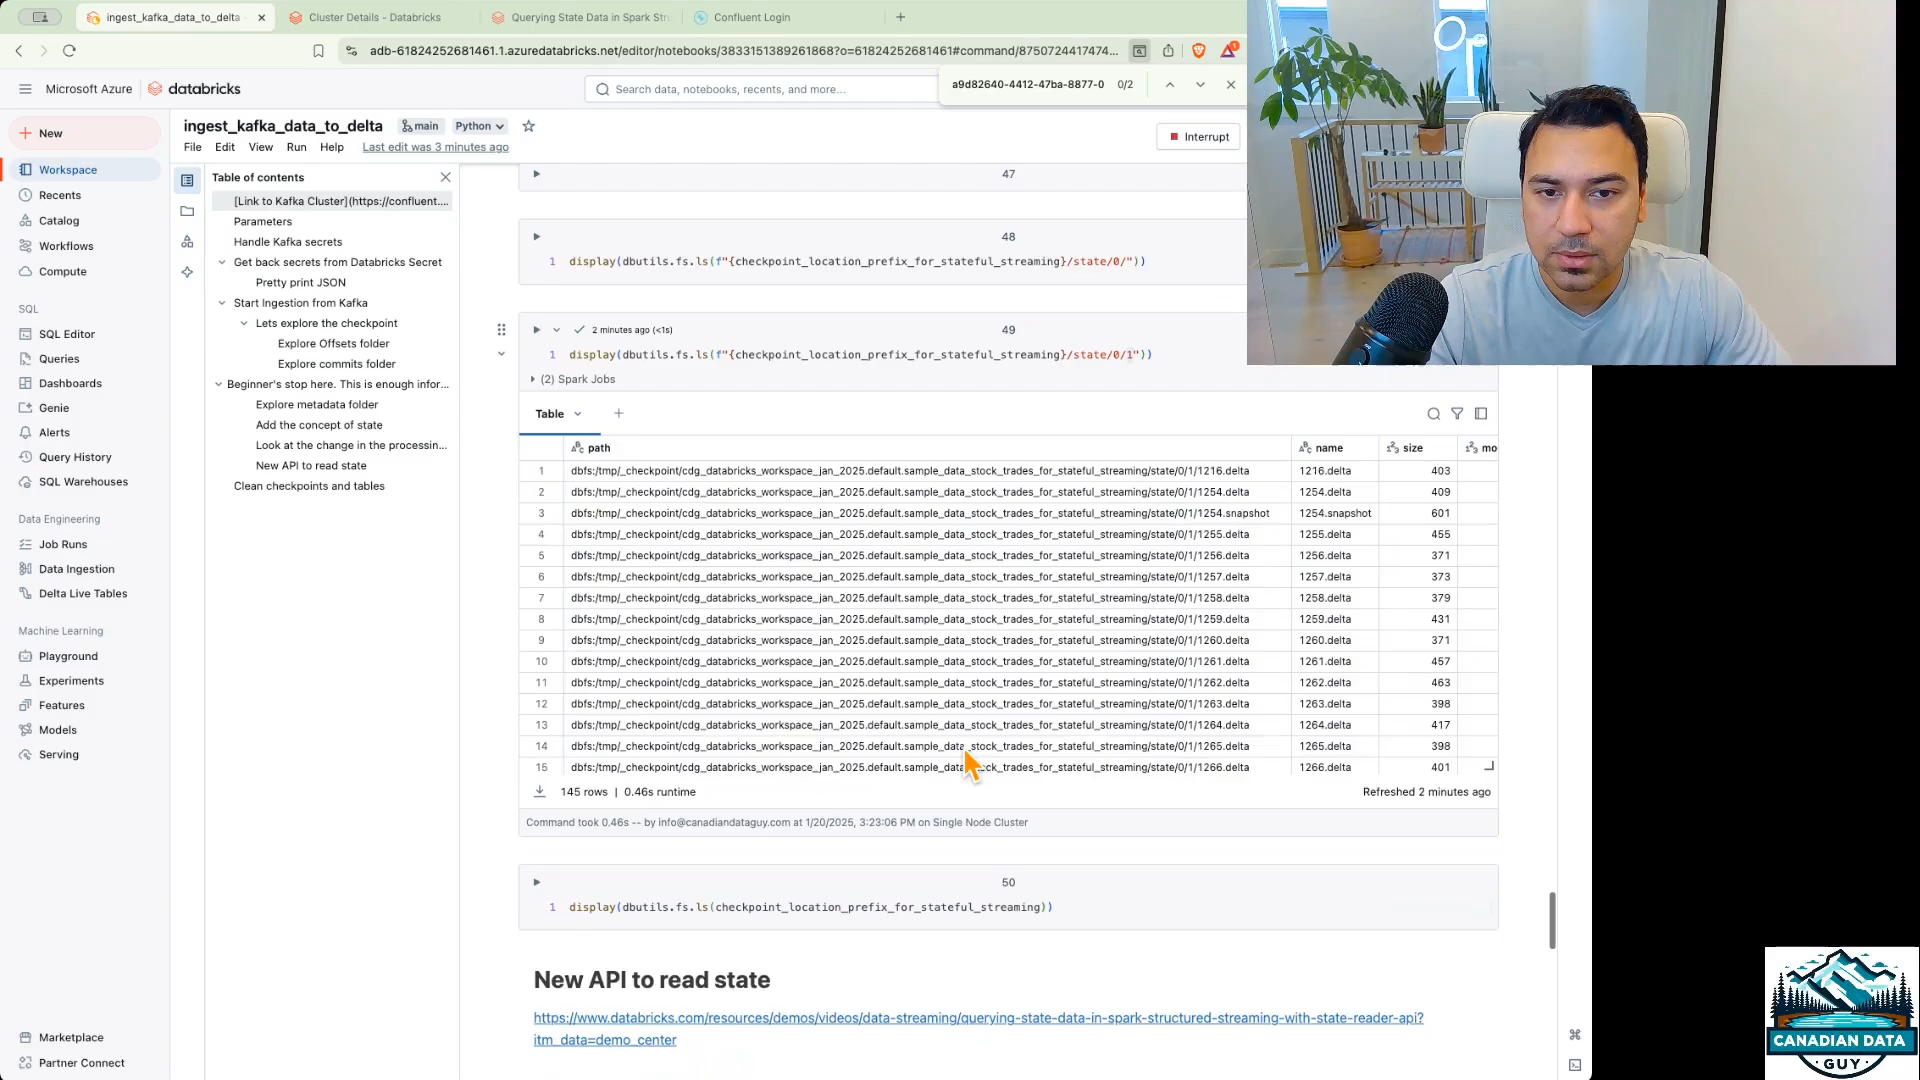 ingest_kafka_data_to_delta
Cluster Details - Databricks
Querying State Data in Spark Str
Confluent Login
adb-61824252681461.1.azuredatabricks.net/editor/notebooks/3833151389261868?o=61824252681461#command/8750724417474...
a9d82640-4412-47ba-8877-0 0/2
Microsoft Azure
databricks
Search data, notebooks, recents, and more...
New
Workspace
Recents
Catalog
Workflows
Compute
SQL
SQL Editor
Queries
Dashboards
Genie
Alerts
Query History
SQL Warehouses
Data Engineering
Job Runs
Data Ingestion
Delta Live Tables
Machine Learning
Playground
Experiments
Features
Models
Serving
Marketplace
Partner Connect
ingest_kafka_data_to_delta main Python
File Edit View Run Help Last edit was 3 minutes ago
Interrupt
Table of contents
[Link to Kafka Cluster](https://confluent....
Parameters
Handle Kafka secrets
Get back secrets from Databricks Secret
Pretty print JSON
Start Ingestion from Kafka
Lets explore the checkpoint
Explore Offsets folder
Explore commits folder
Beginner's stop here. This is enough infor...
Explore metadata folder
Add the concept of state
Look at the change in the processin...
New API to read state
Clean checkpoints and tables
47
48
1 display(dbutils.fs.ls(f"{checkpoint_location_prefix_for_stateful_streaming}/state/0/"))
2 minutes ago (<1s) 49
1 display(dbutils.fs.ls(f"{checkpoint_location_prefix_for_stateful_streaming}/state/0/1"))
(2) Spark Jobs
Table
path name size mo
1 dbfs:/tmp/_checkpoint/cdg_databricks_workspace_jan_2025.default.sample_data_stock_trades_for_stateful_streaming/state/0/1/1216.delta 1216.delta 403
2 dbfs:/tmp/_checkpoint/cdg_databricks_workspace_jan_2025.default.sample_data_stock_trades_for_stateful_streaming/state/0/1/1254.delta 1254.delta 409
3 dbfs:/tmp/_checkpoint/cdg_databricks_workspace_jan_2025.default.sample_data_stock_trades_for_stateful_streaming/state/0/1/1254.snapshot 1254.snapshot 601
4 dbfs:/tmp/_checkpoint/cdg_databricks_workspace_jan_2025.default.sample_data_stock_trades_for_stateful_streaming/state/0/1/1255.delta 1255.delta 455
5 dbfs:/tmp/_checkpoint/cdg_databricks_workspace_jan_2025.default.sample_data_stock_trades_for_stateful_streaming/state/0/1/1256.delta 1256.delta 371
6 dbfs:/tmp/_checkpoint/cdg_databricks_workspace_jan_2025.default.sample_data_stock_trades_for_stateful_streaming/state/0/1/1257.delta 1257.delta 373
7 dbfs:/tmp/_checkpoint/cdg_databricks_workspace_jan_2025.default.sample_data_stock_trades_for_stateful_streaming/state/0/1/1258.delta 1258.delta 379
8 dbfs:/tmp/_checkpoint/cdg_databricks_workspace_jan_2025.default.sample_data_stock_trades_for_stateful_streaming/state/0/1/1259.delta 1259.delta 431
9 dbfs:/tmp/_checkpoint/cdg_databricks_workspace_jan_2025.default.sample_data_stock_trades_for_stateful_streaming/state/0/1/1260.delta 1260.delta 371
10 dbfs:/tmp/_checkpoint/cdg_databricks_workspace_jan_2025.default.sample_data_stock_trades_for_stateful_streaming/state/0/1/1261.delta 1261.delta 457
11 dbfs:/tmp/_checkpoint/cdg_databricks_workspace_jan_2025.default.sample_data_stock_trades_for_stateful_streaming/state/0/1/1262.delta 1262.delta 463
12 dbfs:/tmp/_checkpoint/cdg_databricks_workspace_jan_2025.default.sample_data_stock_trades_for_stateful_streaming/state/0/1/1263.delta 1263.delta 398
13 dbfs:/tmp/_checkpoint/cdg_databricks_workspace_jan_2025.default.sample_data_stock_trades_for_stateful_streaming/state/0/1/1264.delta 1264.delta 417
14 dbfs:/tmp/_checkpoint/cdg_databricks_workspace_jan_2025.default.sample_data_stock_trades_for_stateful_streaming/state/0/1/1265.delta 1265.delta 398
15 dbfs:/tmp/_checkpoint/cdg_databricks_workspace_jan_2025.default.sample_data_stock_trades_for_stateful_streaming/state/0/1/1266.delta 1266.delta 401
145 rows | 0.46s runtime Refreshed 2 minutes ago
Command took 0.46s -- by info@canadiandataguy.com at 1/20/2025, 3:23:06 PM on Single Node Cluster
50
1 display(dbutils.fs.ls(checkpoint_location_prefix_for_stateful_streaming))
New API to read state
https://www.databricks.com/resources/demos/videos/data-streaming/querying-state-data-in-spark-structured-streaming-with-state-reader-api?
itm_data=demo_center
CANADIAN DATA
GUY